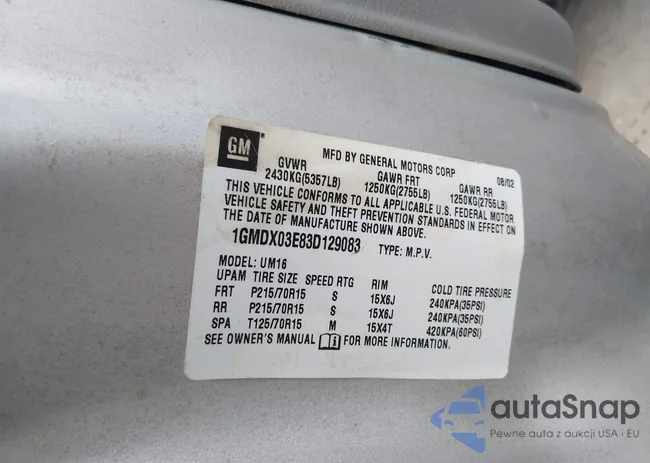 GM
MFD BY GENERAL MOTORS CORP 08/02
GVWR GAWR FRT GAWR RR
2430KG(5357LB) 1250KG(2755LB) 1250KG(2755LB)
THIS VEHICLE CONFORMS TO ALL APPLICABLE U.S. FEDERAL MOTOR
VEHICLE SAFETY AND THEFT PREVENTION STANDARDS IN EFFECT ON
THE DATE OF MANUFACTURE SHOWN ABOVE.
1GMDX03E83D129083 TYPE: M.P.V.
MODEL: UM16
UPAM TIRE SIZE SPEED RTG RIM COLD TIRE PRESSURE
FRT P215/70R15 S 15X6J 240KPA(35PSI)
RR P215/70R15 S 15X6J 240KPA(35PSI)
SPA T125/70R15 M 15X4T 420KPA(60PSI)
SEE OWNER'S MANUAL FOR MORE INFORMATION.
autaSnap
Pewne auta z aukcji USA · EU